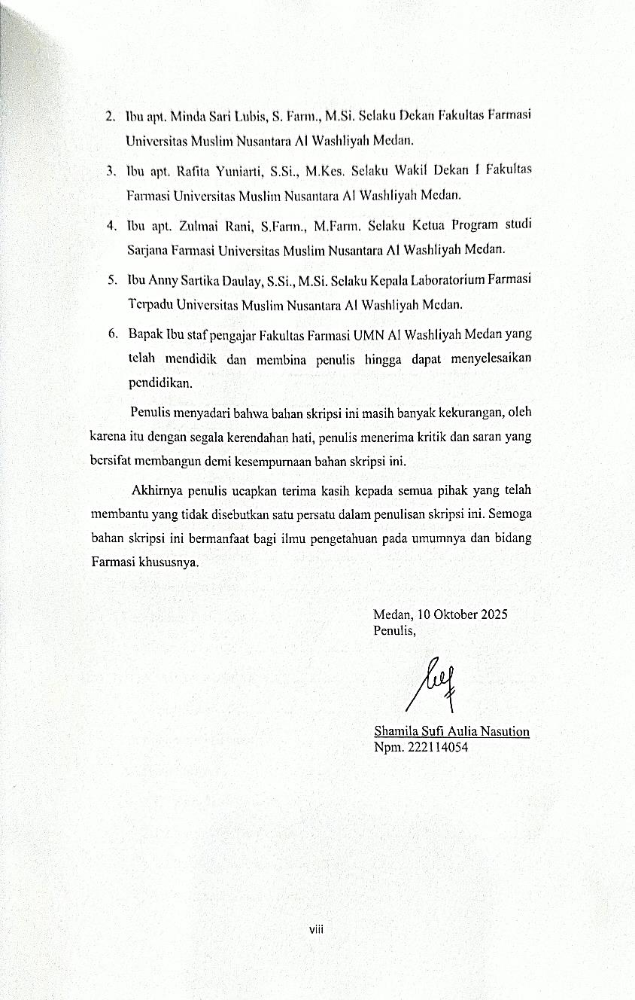 2. Ibu apt. Minda Sari Lubis, S. Farm., M.Si. Selaku Dekan Fakultas Farmasi
Universitas Muslim Nusantara Al Washliyah Medan.
3. Ibu apt. Rafita Yuniarti, S.Si., M.Kes. Selaku Wakil Dekan I Fakultas
Farmasi Universitas Muslim Nusantara Al Washliyah Medan.
4. Ibu apt. Zulmai Rani, S.Farm., M.Farm. Selaku Ketua Program studi
Sarjana Farmasi Universitas Muslim Nusantara Al Washliyah Medan.
5. Ibu Anny Sartika Daulay, S.Si., M.Si. Selaku Kepala Laboratorium Farmasi
Terpadu Universitas Muslim Nusantara Al Washliyah Medan.
6. Bapak Ibu staf pengajar Fakultas Farmasi UMN Al Washliyah Medan yang
telah mendidik dan membina penulis hingga dapat menyelesaikan
pendidikan.
Penulis menyadari bahwa bahan skripsi ini masih banyak kekurangan, oleh
karena itu dengan segala kerendahan hati, penulis menerima kritik dan saran yang
bersifat membangun demi kesempurnaan bahan skripsi ini.
Akhirnya penulis ucapkan terima kasih kepada semua pihak yang telah
membantu yang tidak disebutkan satu persatu dalam penulisan skripsi ini. Semoga
bahan skripsi ini bermanfaat bagi ilmu pengetahuan pada umumnya dan bidang
Farmasi khususnya.
Medan, 10 Oktober 2025
Penulis,
Shamila Sufi Aulia Nasution
Npm. 222114054
viii